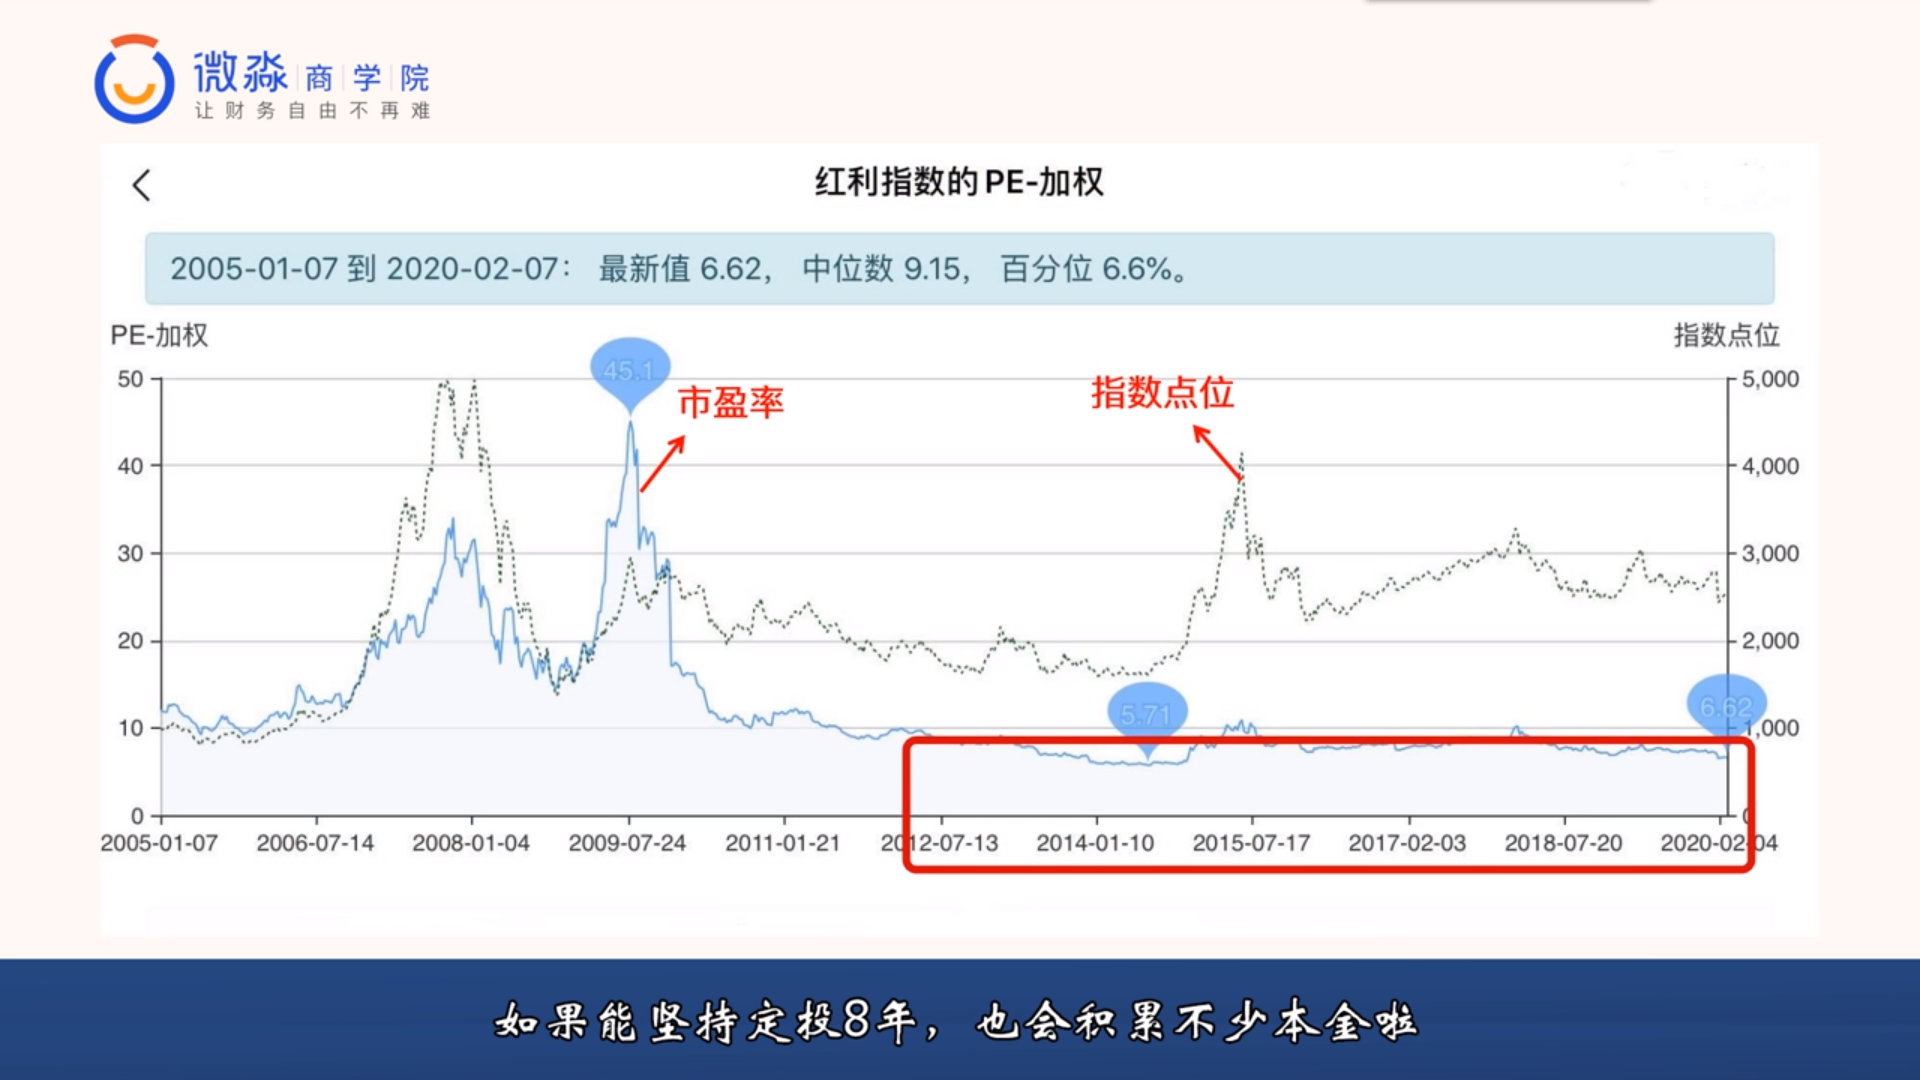 微淼 商 学 院
让财务自由不再难
红利指数的PE-加权
2005-01-07 到 2020-02-07： 最新值 6.62， 中位数 9.15， 百分位 6.6%。
PE-加权
指数点位
45.1
市盈率
指数点位
50
5,000
40
4,000
30
3,000
20
2,000
5.71
6.62
10
1,000
0
0
2005-01-07 2006-07-14 2008-01-04 2009-07-24 2011-01-21 2012-07-13 2014-01-10 2015-07-17 2017-02-03 2018-07-20 2020-02-04
如果能坚持定投8年，也会积累不少本金啦